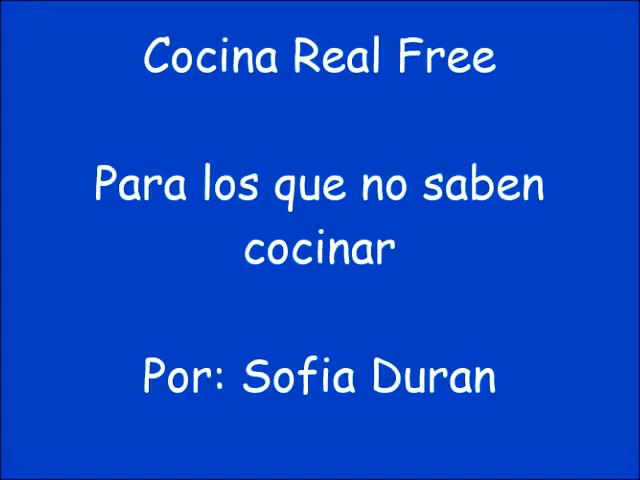 Cocina Real Free
Para los que no saben
cocinar
Por: Sofia Duran